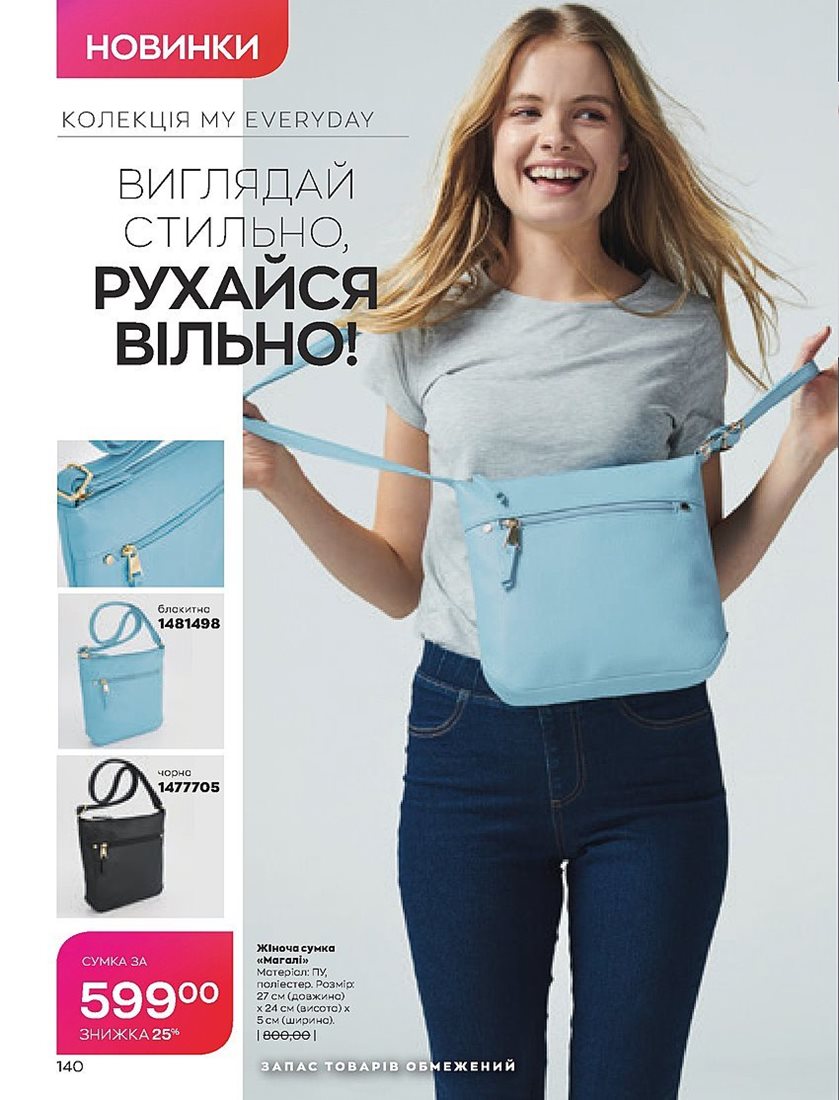 НОВИНКИ
КОЛЕКЦІЯ MY EVERYDAY
ВИГЛЯДАЙ
СТИЛЬНО,
РУХАЙСЯ
ВІЛЬНО!
блакитна
1481498
чорна
1477705
СУМКА ЗА
599⁰⁰
ЗНИЖКА 25%
Жіноча сумка
«Магалі»
Матеріал: ПУ,
поліестер. Розмір:
27 см (довжина)
х 24 см (висота) х
5 см (ширина).
| 800,00 |
140
ЗАПАС ТОВАРІВ ОБМЕЖЕНИЙ